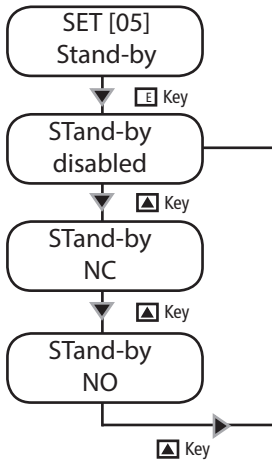 SET [05]
Stand-by
E Key
STand-by
disabled
Key
STand-by
NC
Key
STand-by
NO
Key